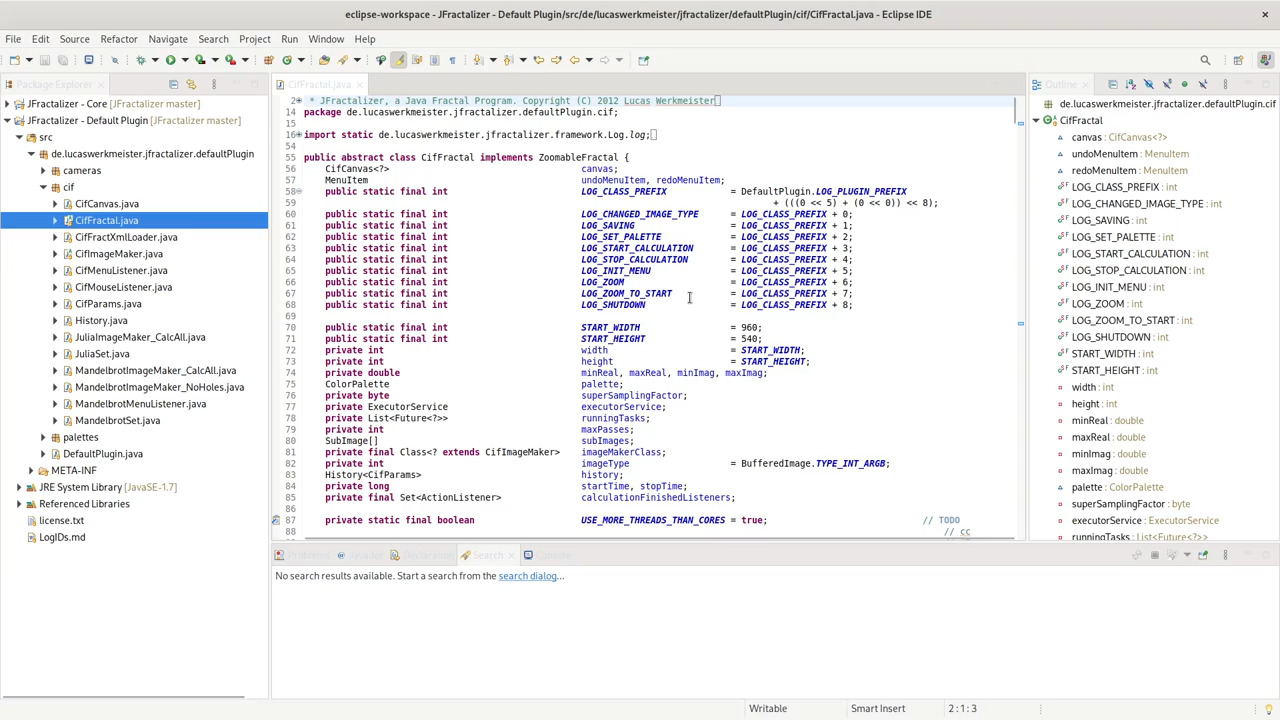 eclipse-workspace - JFractalizer - Default Plugin/src/de/lucaswerkmeister/jfractalizer/defaultPlugin/cif/CifFractal.java - Eclipse IDE
File Edit Source Refactor Navigate Search Project Run Window Help
Package Explorer
JFractalizer - Core [JFractalizer master]
JFractalizer - Default Plugin [JFractalizer master]
src
de.lucaswerkmeister.jfractalizer.defaultPlugin
cameras
cif
CifCanvas.java
CifFractal.java
CifFractXmlLoader.java
CifImageMaker.java
CifMenuListener.java
CifMouseListener.java
CifParams.java
History.java
JuliaImageMaker_CalcAll.java
JuliaSet.java
MandelbrotImageMaker_CalcAll.java
MandelbrotImageMaker_NoHoles.java
MandelbrotMenuListener.java
MandelbrotSet.java
palettes
DefaultPlugin.java
META-INF
JRE System Library [JavaSE-1.7]
Referenced Libraries
license.txt
LogIDs.md
CifFractal.java
2 * JFractalizer, a Java Fractal Program. Copyright (C) 2012 Lucas Werkmeister
14 package de.lucaswerkmeister.jfractalizer.defaultPlugin.cif;
15
16 import static de.lucaswerkmeister.jfractalizer.framework.Log.log;
54
55 public abstract class CifFractal implements ZoomableFractal {
56 CifCanvas<?> canvas;
57 MenuItem undoMenuItem, redoMenuItem;
58 public static final int LOG_CLASS_PREFIX = DefaultPlugin.LOG_PLUGIN_PREFIX
59 + (((0 << 5) + (0 << 0)) << 8);
60 public static final int LOG_CHANGED_IMAGE_TYPE = LOG_CLASS_PREFIX + 0;
61 public static final int LOG_SAVING = LOG_CLASS_PREFIX + 1;
62 public static final int LOG_SET_PALETTE = LOG_CLASS_PREFIX + 2;
63 public static final int LOG_START_CALCULATION = LOG_CLASS_PREFIX + 3;
64 public static final int LOG_STOP_CALCULATION = LOG_CLASS_PREFIX + 4;
65 public static final int LOG_INIT_MENU = LOG_CLASS_PREFIX + 5;
66 public static final int LOG_ZOOM = LOG_CLASS_PREFIX + 6;
67 public static final int LOG_ZOOM_TO_START = LOG_CLASS_PREFIX + 7;
68 public static final int LOG_SHUTDOWN = LOG_CLASS_PREFIX + 8;
69
70 public static final int START_WIDTH = 960;
71 public static final int START_HEIGHT = 540;
72 private int width = START_WIDTH;
73 private int height = START_HEIGHT;
74 private double minReal, maxReal, minImag, maxImag;
75 ColorPalette palette;
76 private byte superSamplingFactor;
77 private ExecutorService executorService;
78 private List<Future<?>> runningTasks;
79 private int maxPasses;
80 SubImage[] subImages;
81 private final Class<? extends CifImageMaker> imageMakerClass;
82 private int imageType = BufferedImage.TYPE_INT_ARGB;
83 History<CifParams> history;
84 private long startTime, stopTime;
85 private final Set<ActionListener> calculationFinishedListeners;
86
87 private static final boolean USE_MORE_THREADS_THAN_CORES = true; // TODO
88 // cc
Problems Javadoc Declaration Search Console
No search results available. Start a search from the search dialog...
Outline
de.lucaswerkmeister.jfractalizer.defaultPlugin.cif
CifFractal
canvas : CifCanvas<?>
undoMenuItem : MenuItem
redoMenuItem : MenuItem
LOG_CLASS_PREFIX : int
LOG_CHANGED_IMAGE_TYPE : int
LOG_SAVING : int
LOG_SET_PALETTE : int
LOG_START_CALCULATION : int
LOG_STOP_CALCULATION : int
LOG_INIT_MENU : int
LOG_ZOOM : int
LOG_ZOOM_TO_START : int
LOG_SHUTDOWN : int
START_WIDTH : int
START_HEIGHT : int
width : int
height : int
minReal : double
maxReal : double
minImag : double
maxImag : double
palette : ColorPalette
superSamplingFactor : byte
executorService : ExecutorService
runningTasks : List<Future<?>>
Writable Smart Insert 2:1:3